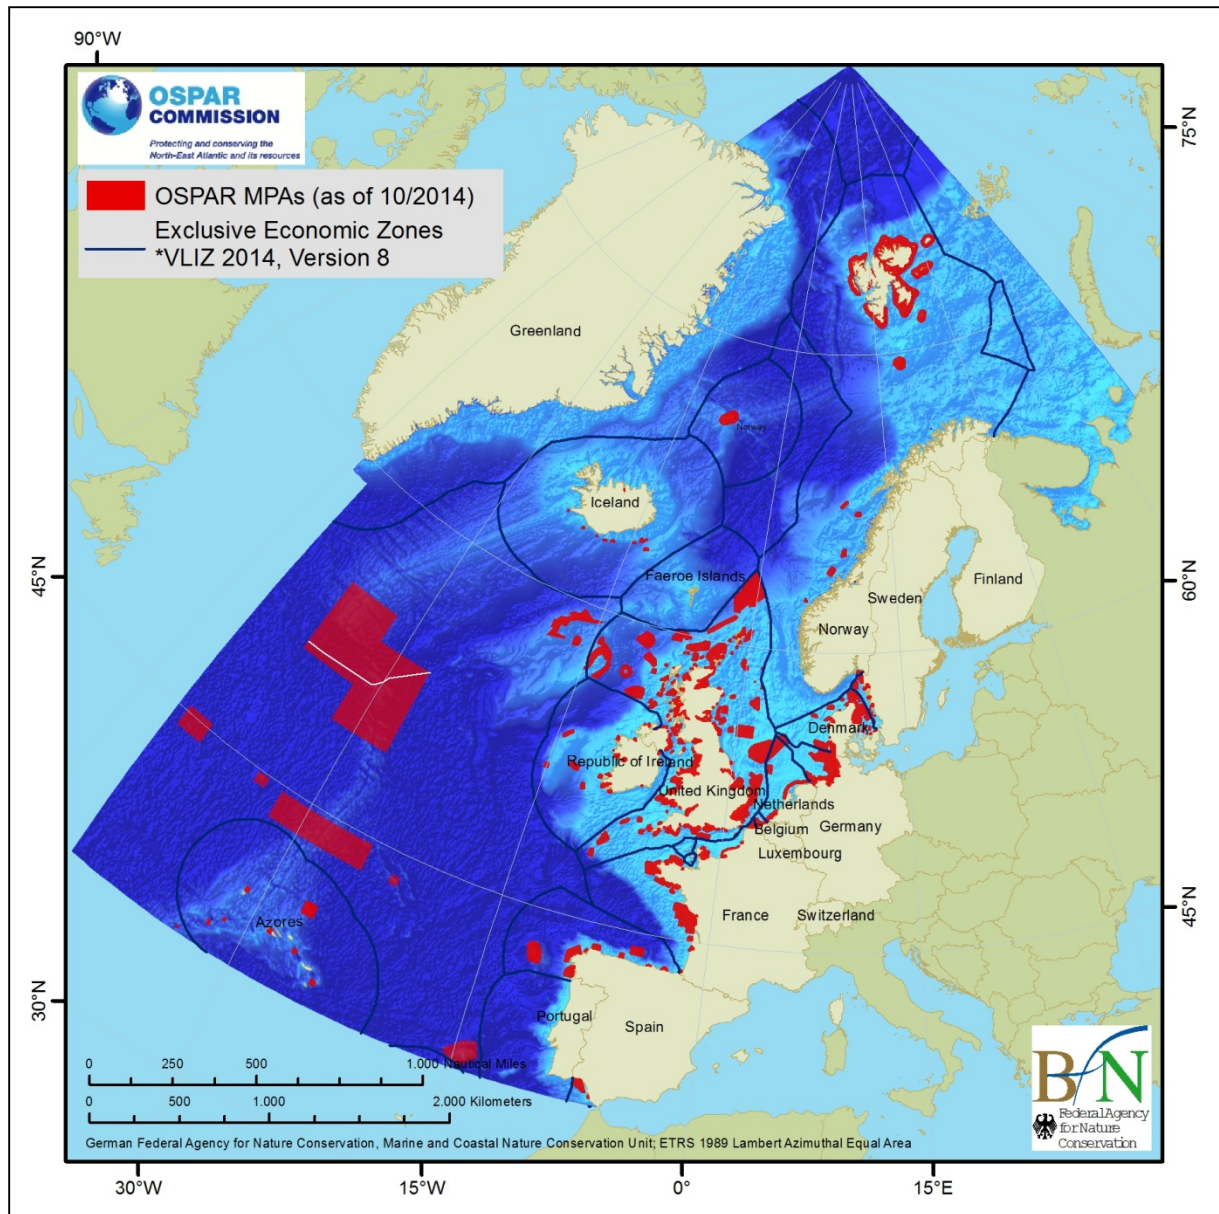 90°W
OSPAR
COMMISSION
Protecting and conserving the
North-East Atlantic and its resources
75°N
OSPAR MPAs (as of 10/2014)
Exclusive Economic Zones
*VLIZ 2014, Version 8
Greenland
Norway
Iceland
45°N
Faeroe Islands
Finland
60°N
Sweden
Norway
Denmark
Republic of Ireland
United Kingdom
Netherlands
Belgium
Germany
Luxembourg
45°N
France
Switzerland
Azores
30°N
Portugal
Spain
0 250 500 1.000 Nautical Miles
0 500 1.000 2.000 Kilometers
BfN
Federal Agency
for Nature
Conservation
German Federal Agency for Nature Conservation, Marine and Coastal Nature Conservation Unit; ETRS 1989 Lambert Azimuthal Equal Area
30°W
15°W
0°
15°E